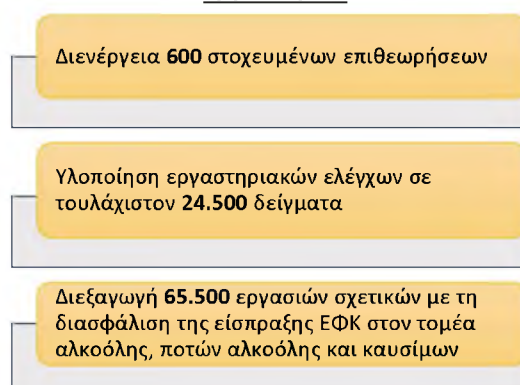 Διενέργεια 600 στοχευμένων επιθεωρήσεων
Υλοποίηση εργαστηριακών ελέγχων σε
τουλάχιστον 24.500 δείγματα
Διεξαγωγή 65.500 εργασιών σχετικών με τη
διασφάλιση της είσπραξης ΕΦΚ στον τομέα
αλκοόλης, ποτών αλκοόλης και καυσίμων